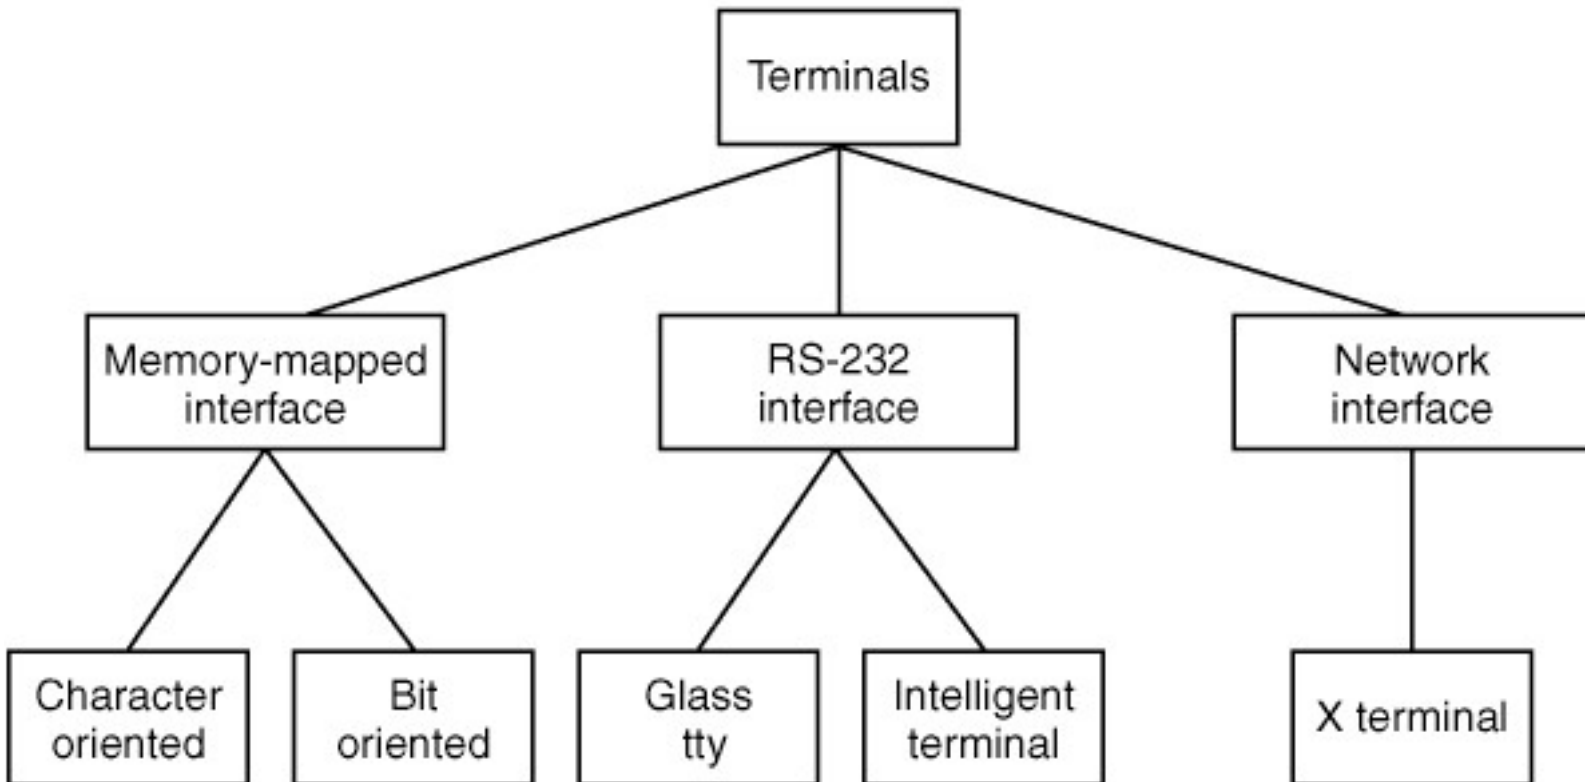 Terminals
Memory-mapped
interface
RS-232
interface
Network
interface
Character
oriented
Bit
oriented
Glass
tty
Intelligent
terminal
X terminal